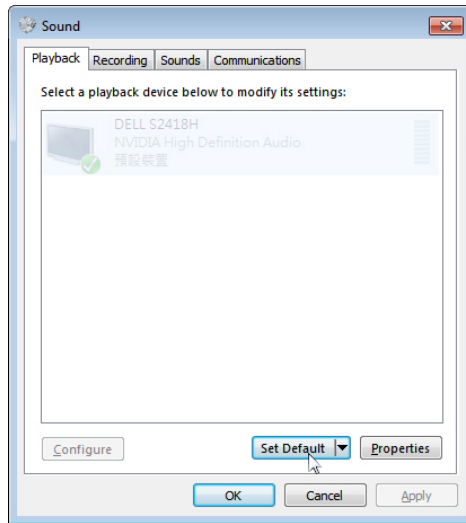 Sound
Playback Recording Sounds Communications
Select a playback device below to modify its settings:
DELL S2418H
NVIDIA High Definition Audio
預設裝置
Configure Set Default Properties
OK Cancel Apply